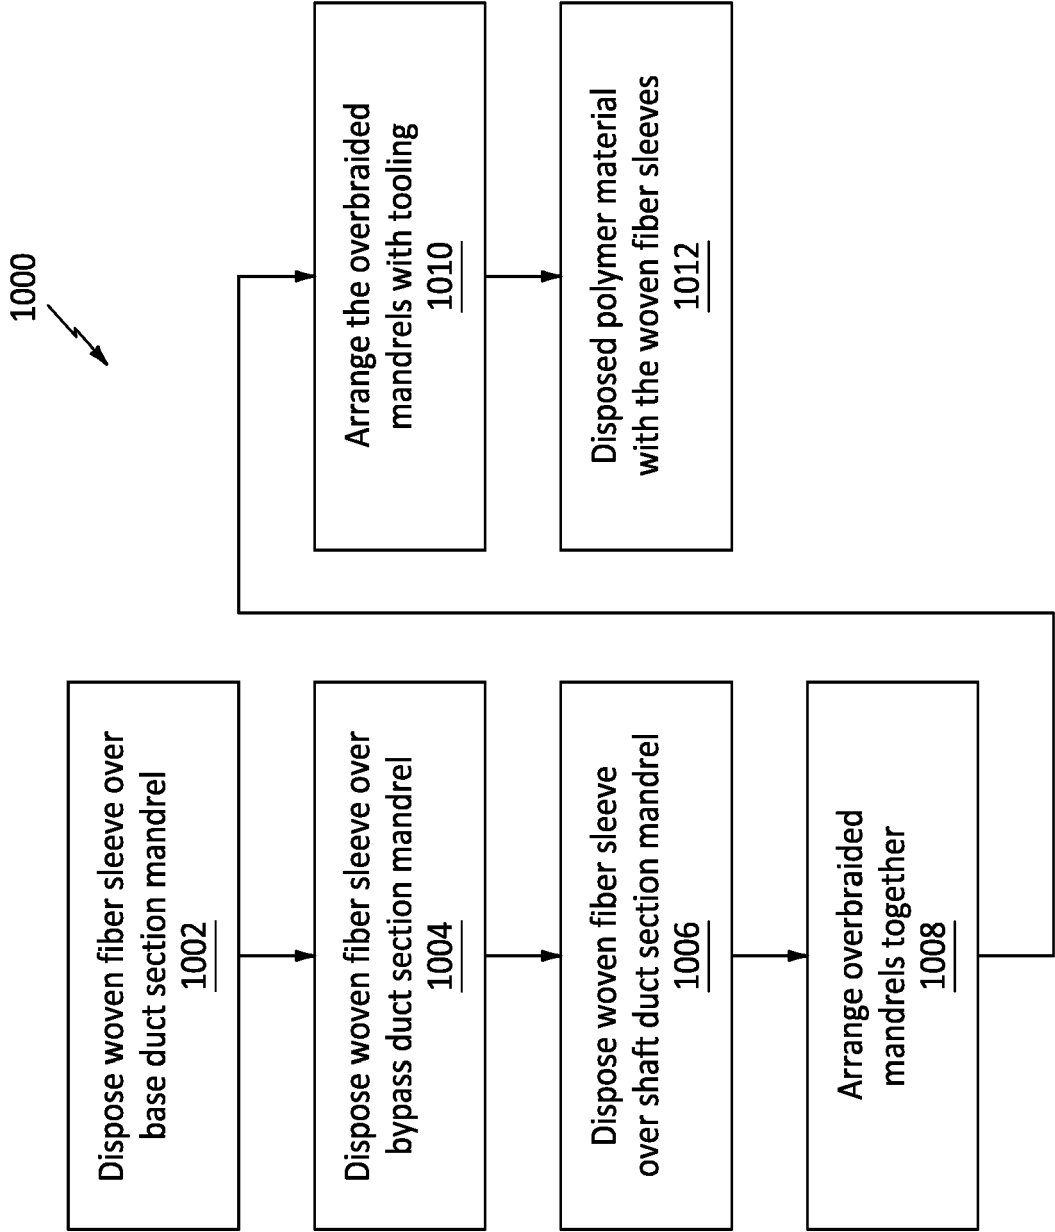 1000
Dispose woven fiber sleeve over
base duct section mandrel
1002
Dispose woven fiber sleeve over
bypass duct section mandrel
1004
Dispose woven fiber sleeve
over shaft duct section mandrel
1006
Arrange overbraided
mandrels together
1008
Arrange the overbraided
mandrels with tooling
1010
Disposed polymer material
with the woven fiber sleeves
1012